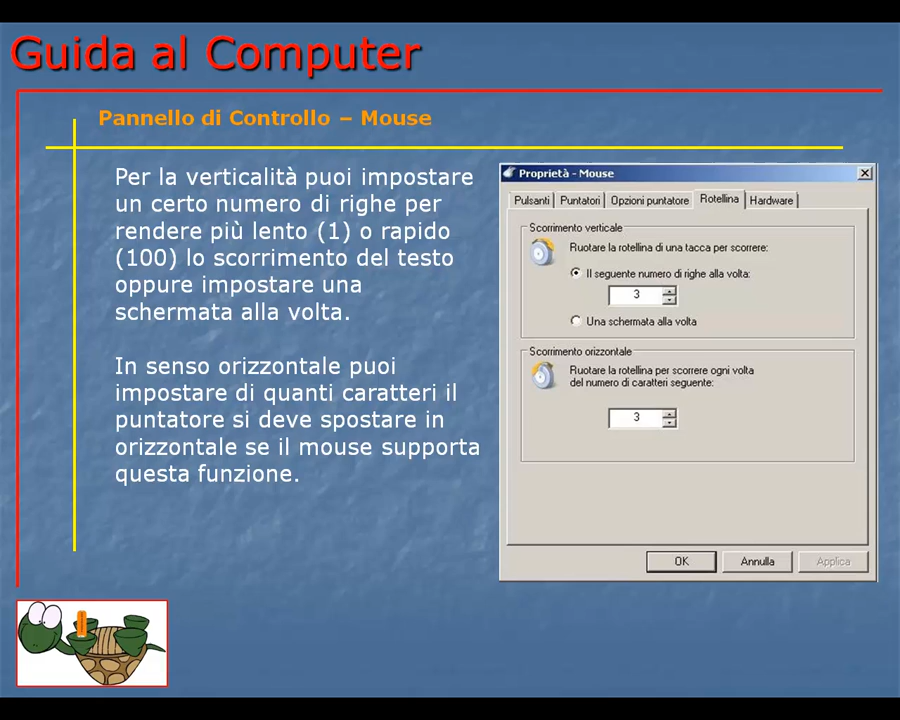 Guida al Computer
Pannello di Controllo – Mouse
Per la verticalità puoi impostare
un certo numero di righe per
rendere più lento (1) o rapido
(100) lo scorrimento del testo
oppure impostare una
schermata alla volta.
In senso orizzontale puoi
impostare di quanti caratteri il
puntatore si deve spostare in
orizzontale se il mouse supporta
questa funzione.
Proprietà - Mouse
Pulsanti Puntatori Opzioni puntatore Rotellina Hardware
Scorrimento verticale
Ruotare la rotellina di una tacca per scorrere:
Il seguente numero di righe alla volta:
3
Una schermata alla volta
Scorrimento orizzontale
Ruotare la rotellina per scorrere ogni volta
del numero di caratteri seguente:
3
OK Annulla Applica